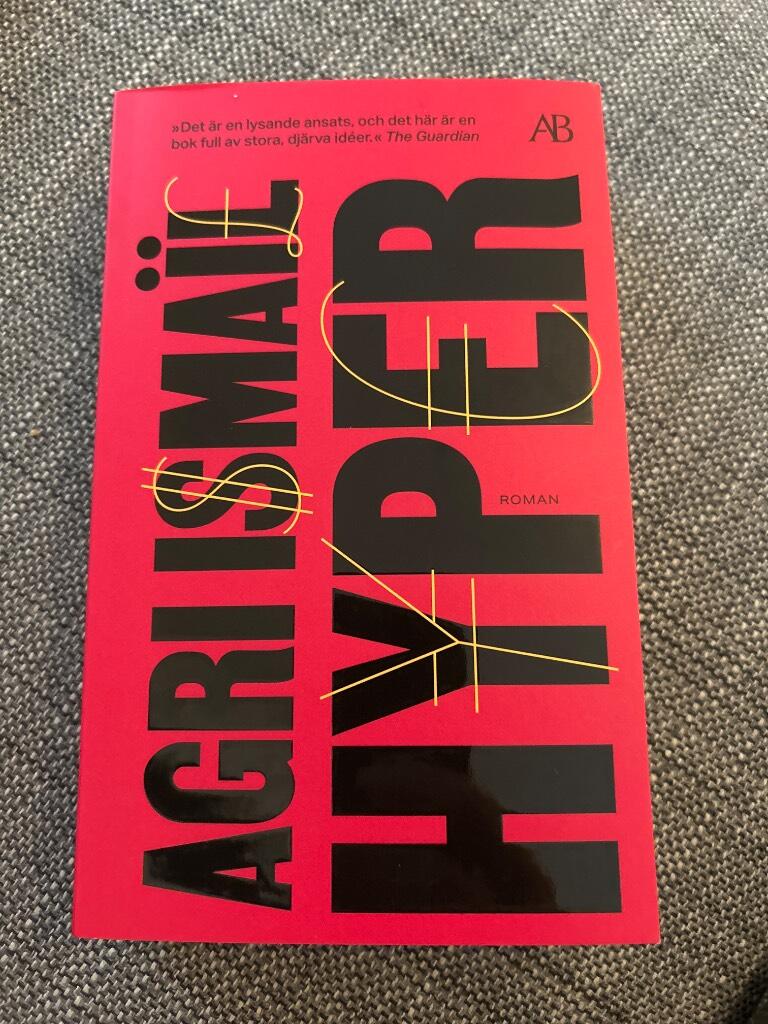 »Det är en lysande ansats, och det här är en
bok full av stora, djärva idéer.« The Guardian
AB
AGRI ISMAÏL
HYPER
ROMAN